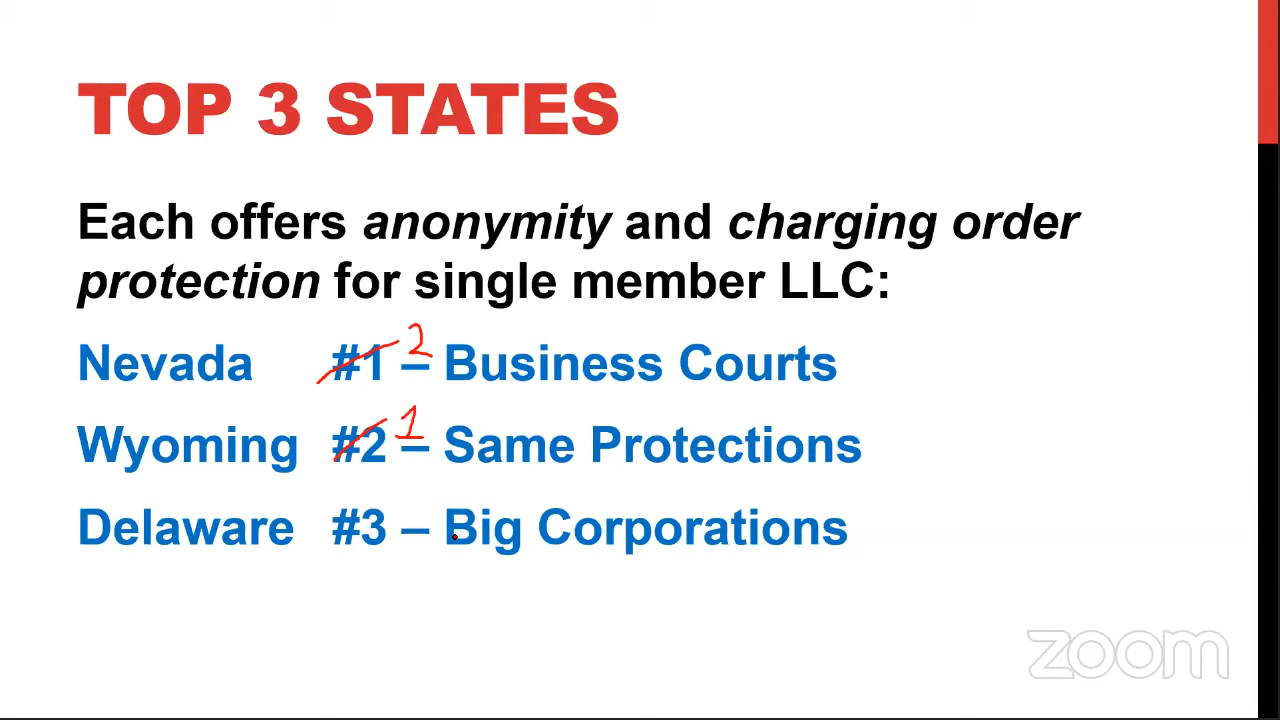 TOP 3 STATES
Each offers anonymity and charging order
protection for single member LLC:
Nevada #1 2 – Business Courts
Wyoming #2 1 – Same Protections
Delaware #3 – Big Corporations
zoom